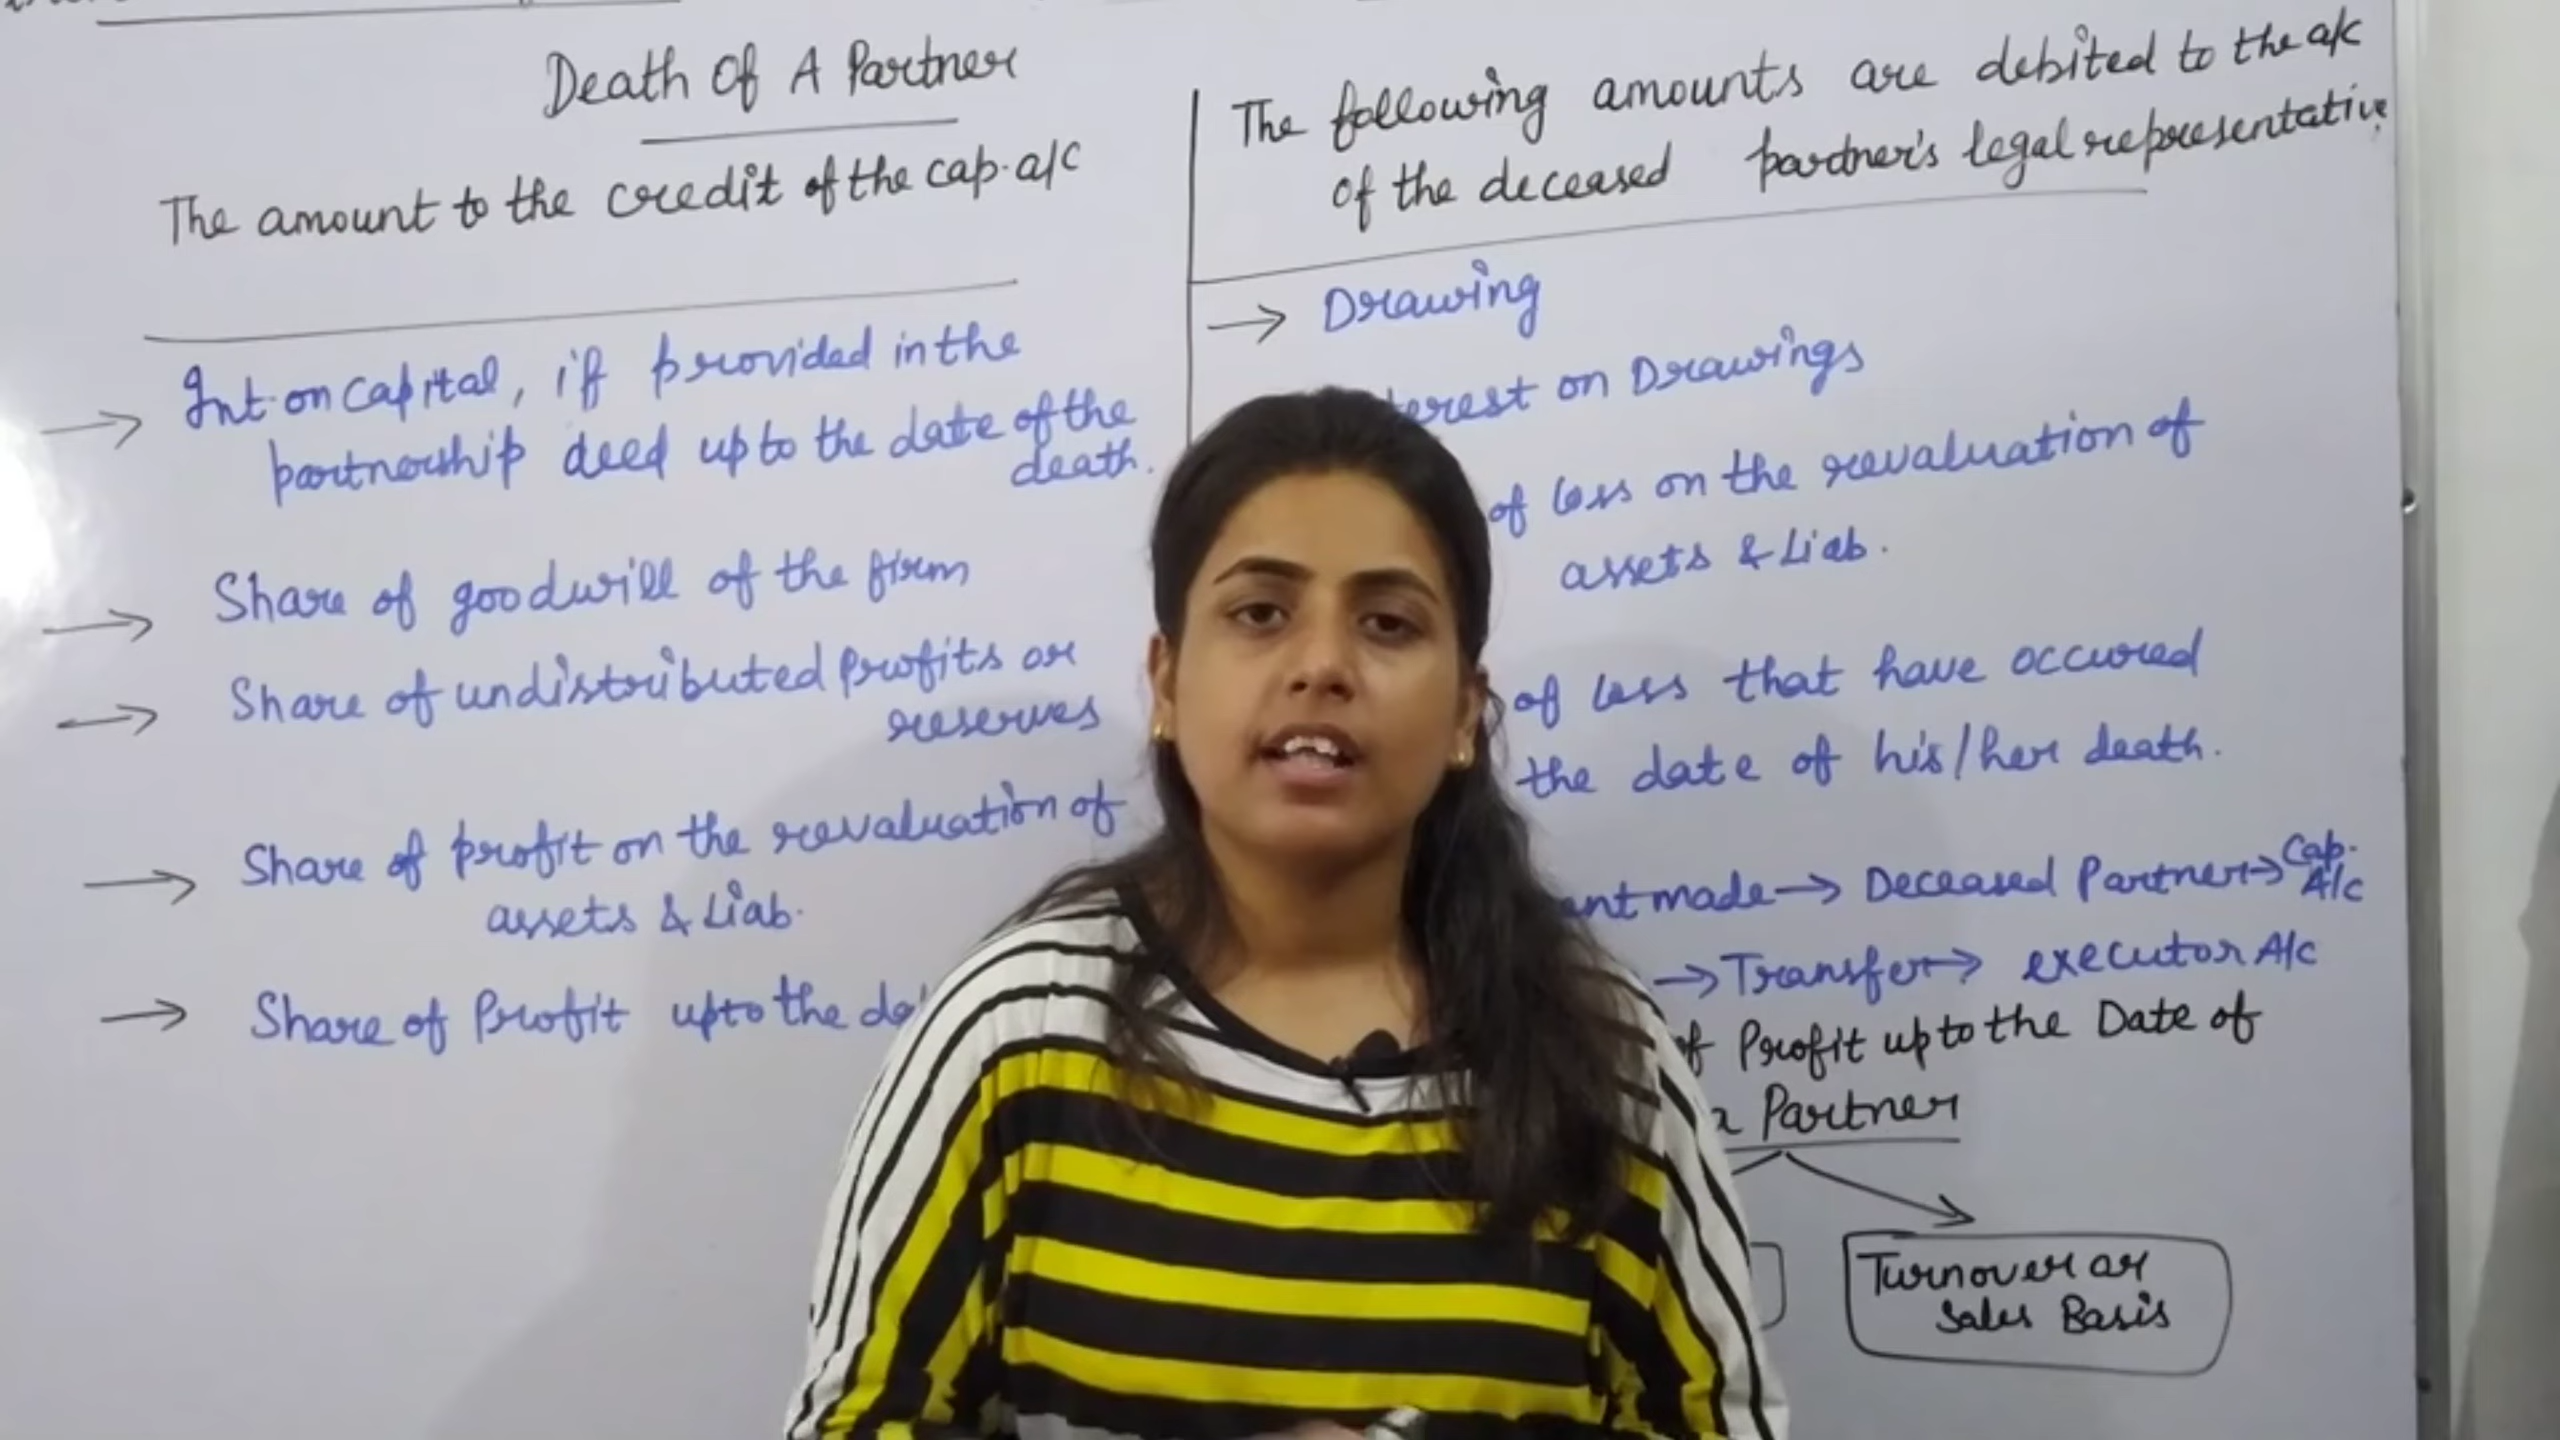 Death Of A Partner
The amount to the credit of the cap. a/c
Int. on capital, if provided in the
partnership deed up to the date of the
death.
Share of goodwill of the firm
Share of undistributed profits or
reserves
Share of profit on the revaluation of
assets & Liab.
Share of Profit upto the
The following amounts are debited to the a/c
of the deceased partner's legal representative
Drawing
on Drawings
of loss on the revaluation of
assets & Liab.
of loss that have occured
the date of his/her death.
made → Deceased Partner → Cap.
A/c
→ Transfer → executor A/c
of Profit up to the Date of
Partner
Turnover or
Sales Basis